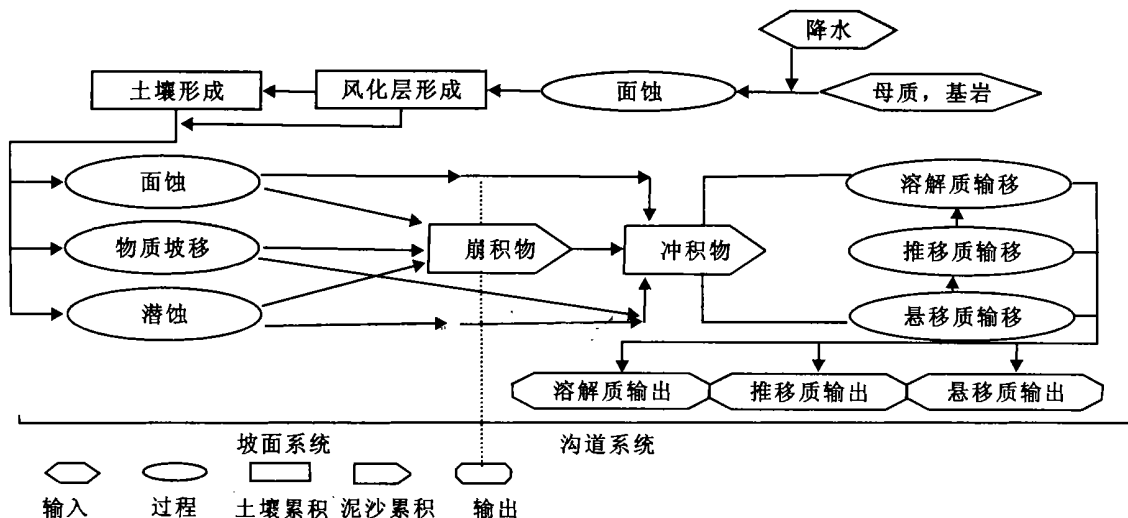 降水
土壤形成
风化层形成
面蚀
母质，基岩
面蚀
溶解质输移
物质坡移
崩积物
冲积物
推移质输移
潜蚀
悬移质输移
溶解质输出
推移质输出
悬移质输出
坡面系统
沟道系统
输入
过程
土壤累积
泥沙累积
输出